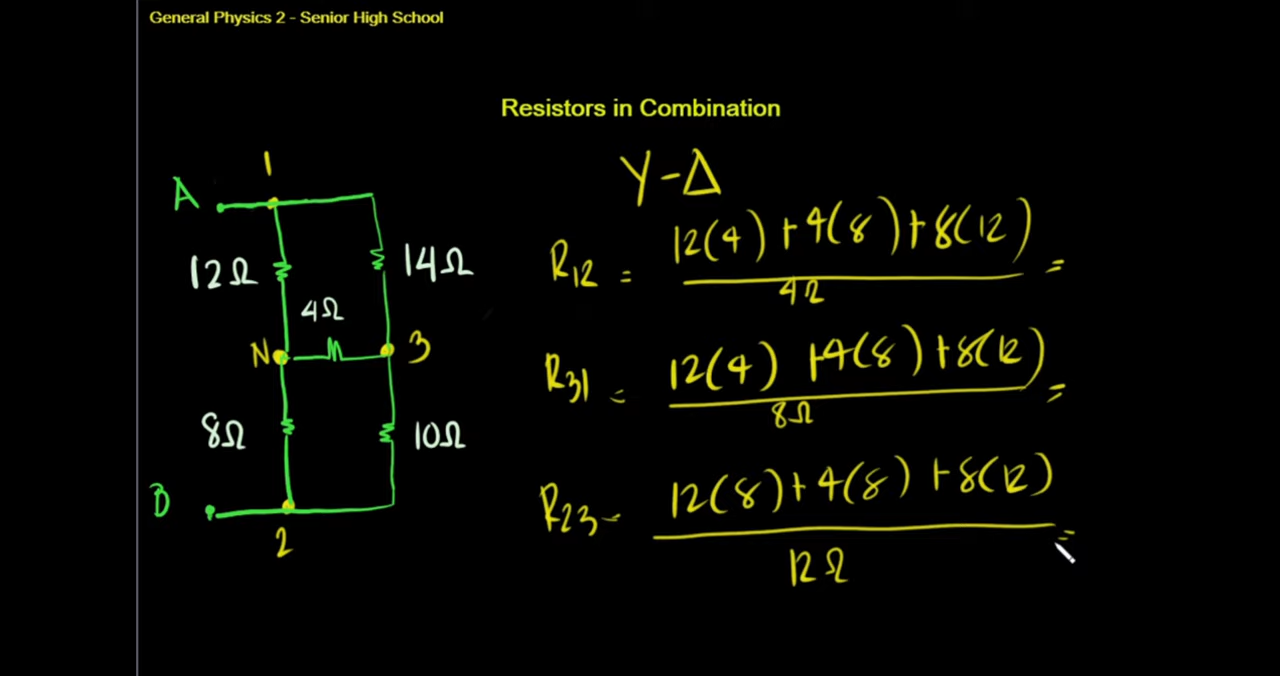 General Physics 2 - Senior High School
Resistors in Combination
Y-Δ
1
A
12Ω
14Ω
4Ω
N
3
8Ω
10Ω
B
2
R12 = 12(4) + 4(8) + 8(12) =
4Ω
R31 = 12(4) + 4(8) + 8(12) =
8Ω
R23 = 12(8) + 4(8) + 8(12) =
12Ω